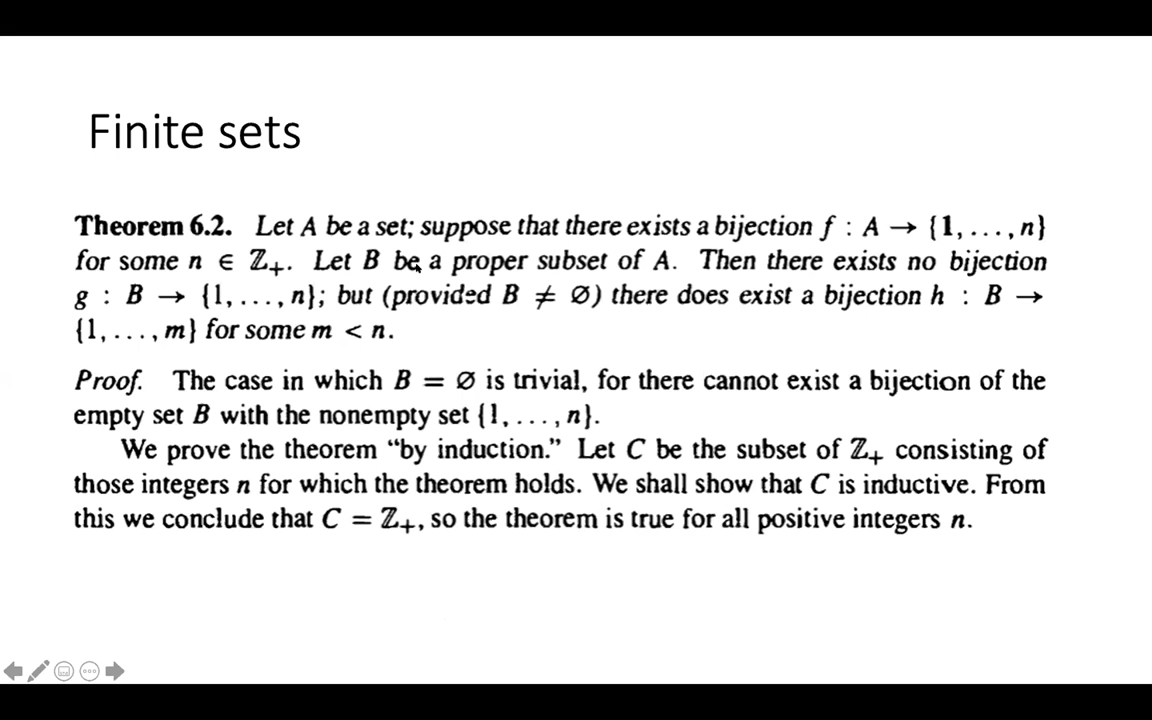 Finite sets
Theorem 6.2. Let A be a set; suppose that there exists a bijection f : A → {1, . . . , n}
for some n ∈ ℤ₊. Let B be a proper subset of A. Then there exists no bijection
g : B → {1, . . . , n}; but (provided B ≠ ∅) there does exist a bijection h : B →
{1, . . . , m} for some m < n.
Proof. The case in which B = ∅ is trivial, for there cannot exist a bijection of the
empty set B with the nonempty set {1, . . . , n}.
We prove the theorem “by induction.” Let C be the subset of ℤ₊ consisting of
those integers n for which the theorem holds. We shall show that C is inductive. From
this we conclude that C = ℤ₊, so the theorem is true for all positive integers n.